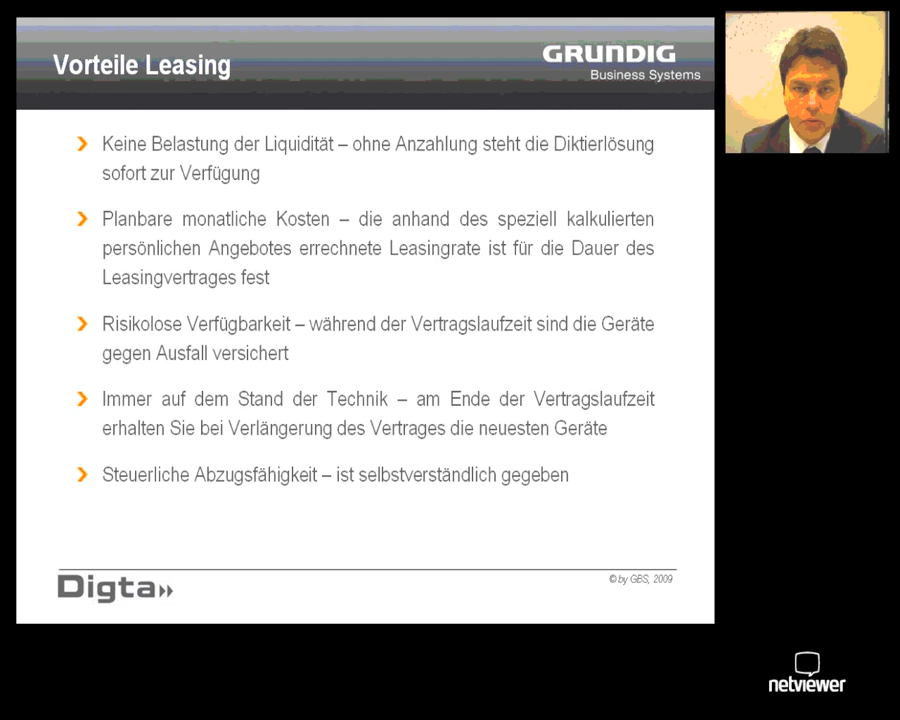 Vorteile Leasing
GRUNDIG
Business Systems
Keine Belastung der Liquidität – ohne Anzahlung steht die Diktierlösung
sofort zur Verfügung
Planbare monatliche Kosten – die anhand des speziell kalkulierten
persönlichen Angebotes errechnete Leasingrate ist für die Dauer des
Leasingvertrages fest
Risikolose Verfügbarkeit – während der Vertragslaufzeit sind die Geräte
gegen Ausfall versichert
Immer auf dem Stand der Technik – am Ende der Vertragslaufzeit
erhalten Sie bei Verlängerung des Vertrages die neuesten Geräte
Steuerliche Abzugsfähigkeit – ist selbstverständlich gegeben
Digta
© by GBS, 2009
netviewer